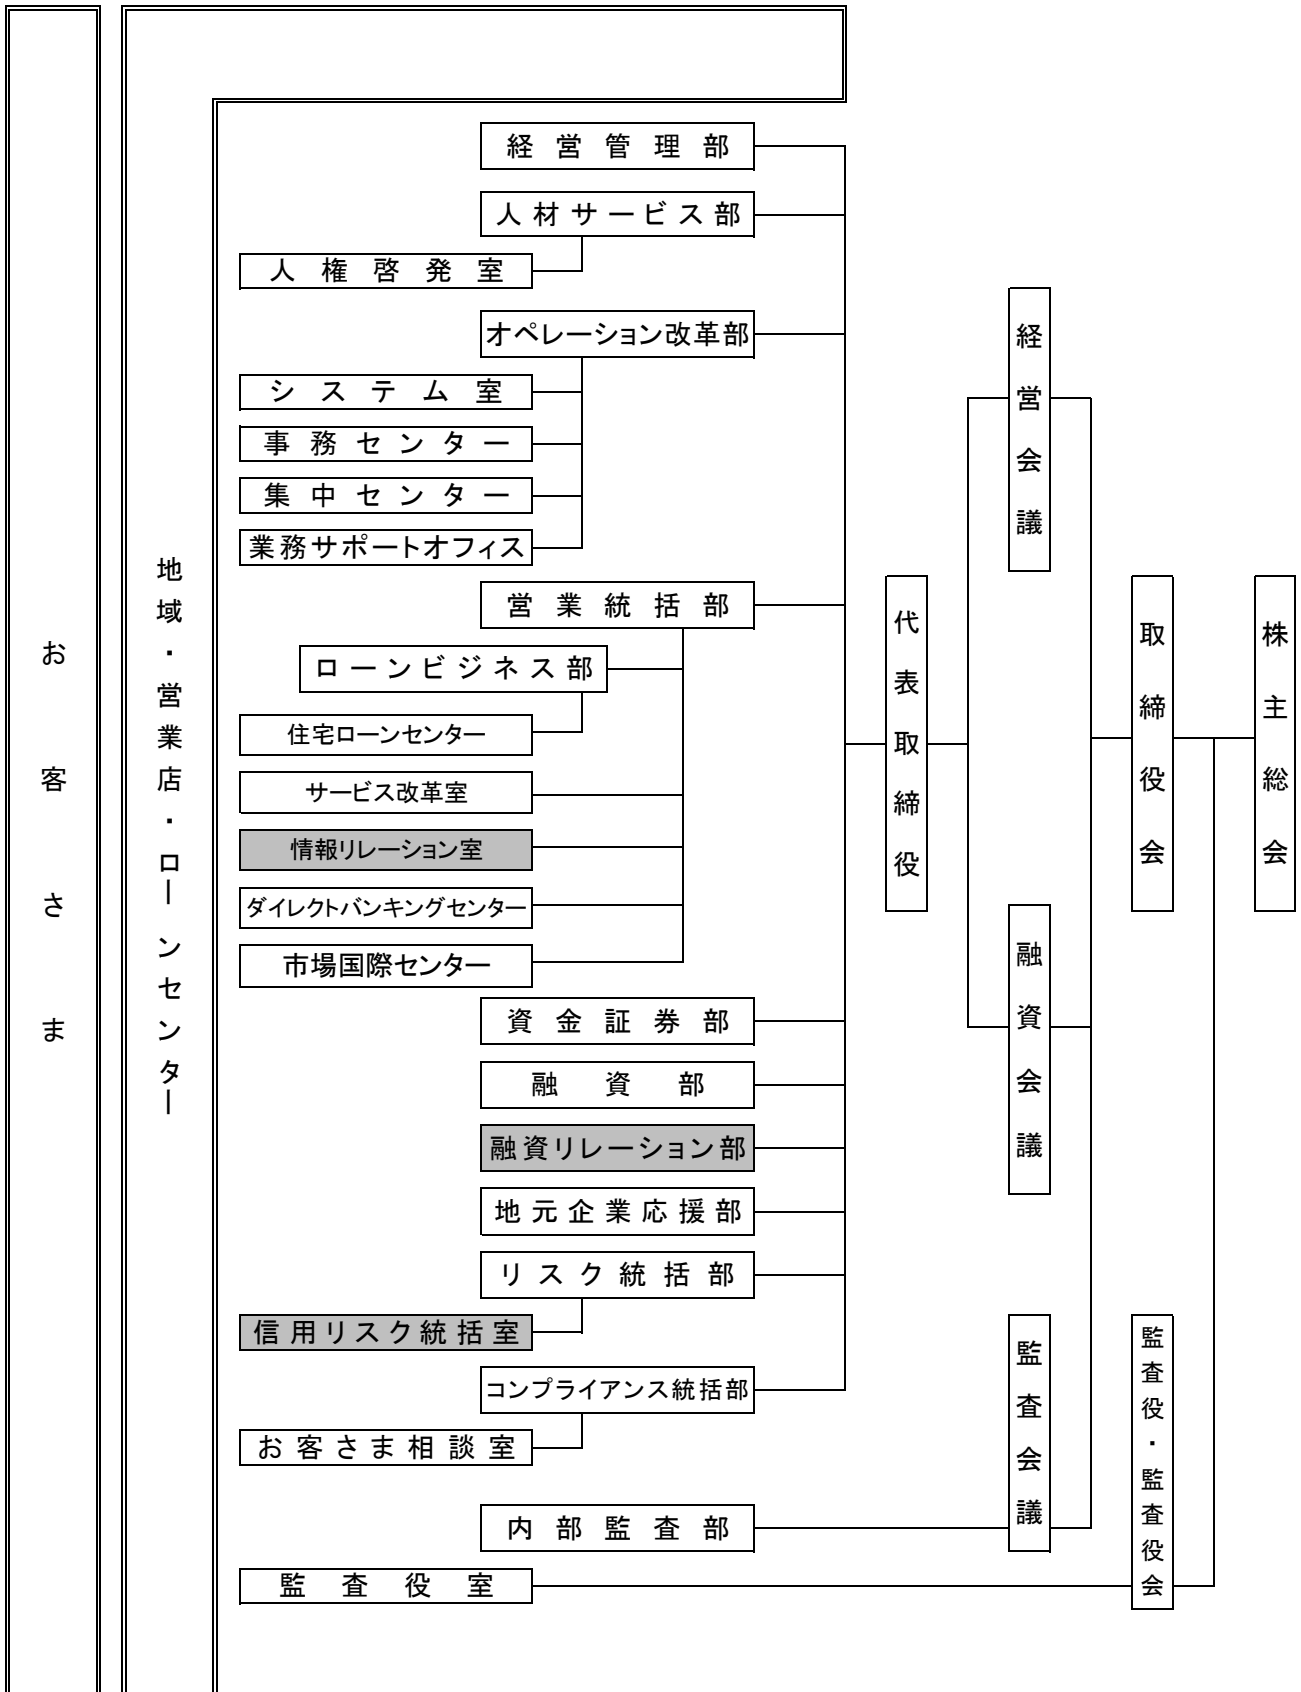 経営管理部
人材サービス部
人権啓発室
オペレーション改革部
システム室
事務センター
集中センター
業務サポートオフィス
営業統括部
ローンビジネス部
住宅ローンセンター
サービス改革室
情報リレーション室
ダイレクトバンキングセンター
市場国際センター
資金証券部
融資部
融資リレーション部
地元企業応援部
リスク統括部
信用リスク統括室
コンプライアンス統括部
お客さま相談室
内部監査部
監査役室
お客さま
地域・営業店・ローンセンター
代表取締役
経営会議
融資会議
監査会議
取締役会
監査役・監査役会
株主総会